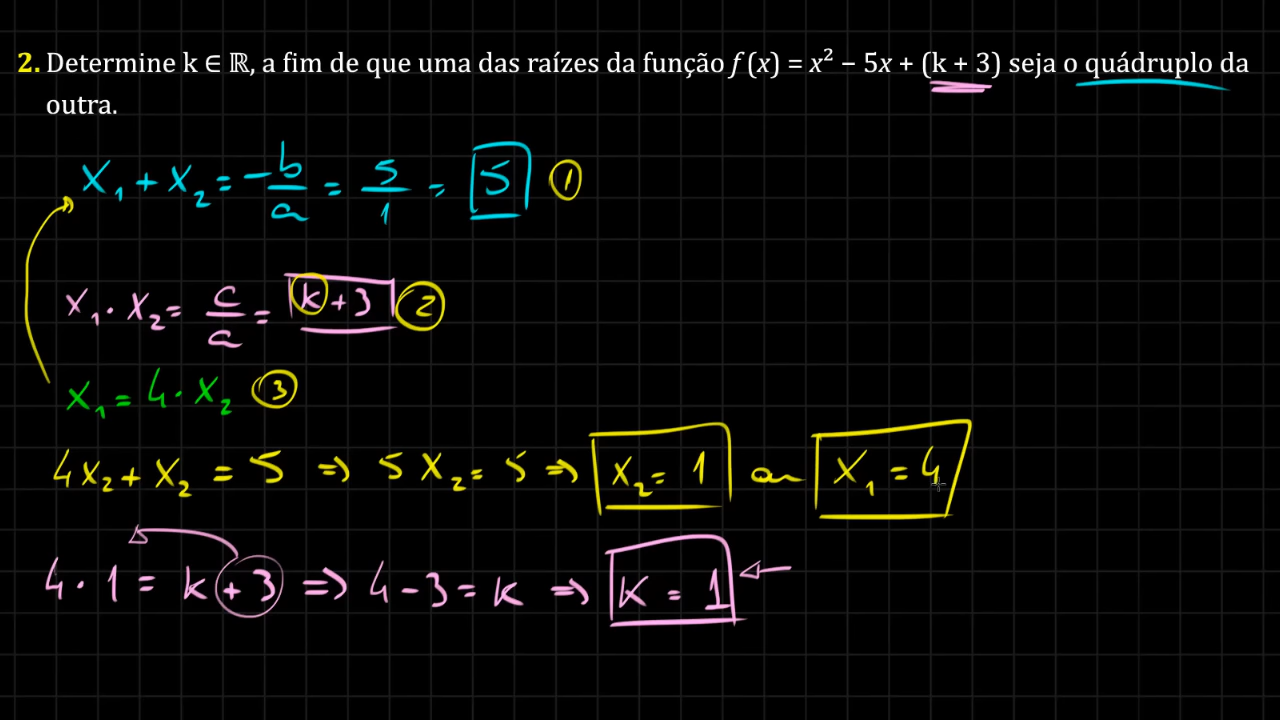 2. Determine k ∈ ℝ, a fim de que uma das raízes da função f (x) = x² − 5x + (k + 3) seja o quádruplo da
outra.
x₁ + x₂ = -b/a = 5/1 = 5 ①
x₁ · x₂ = c/a = k + 3 ②
x₁ = 4 · x₂ ③
4x₂ + x₂ = 5 ⇒ 5x₂ = 5 ⇒ x₂ = 1 ou x₁ = 4
4 · 1 = k + 3 ⇒ 4 - 3 = k ⇒ k = 1